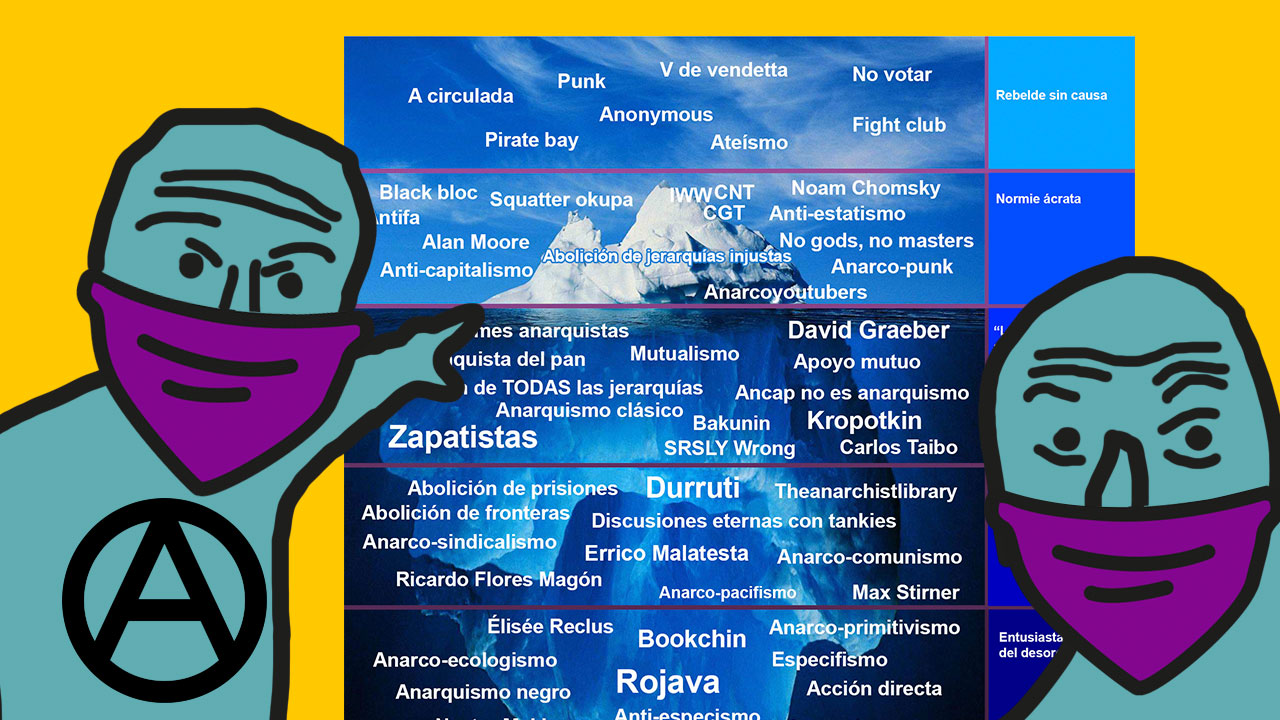 A circulada
Punk
V de vendetta
No votar
Anonymous
Pirate bay
Ateísmo
Fight club
Rebelde sin causa
Black bloc
Squatter okupa
IWW
CNT
CGT
Noam Chomsky
Anti-estatismo
Alan Moore
No gods, no masters
Abolición de jerarquías injustas
Anti-capitalismo
Anarco-punk
Anarcoyoutubers
Normie ácrata
anarquistas
David Graeber
del pan
Mutualismo
Apoyo mutuo
de TODAS las jerarquías
Ancap no es anarquismo
Anarquismo clásico
Bakunin
Kropotkin
Zapatistas
SRSLY Wrong
Carlos Taibo
Abolición de prisiones
Durruti
Theanarchistlibrary
Abolición de fronteras
Discusiones eternas con tankies
Anarco-sindicalismo
Errico Malatesta
Anarco-comunismo
Ricardo Flores Magón
Anarco-pacifismo
Max Stirner
Élisée Reclus
Bookchin
Anarco-primitivismo
Anarco-ecologismo
Especifismo
Rojava
Anarquismo negro
Acción directa
Anti-especismo
Entusiasta
del